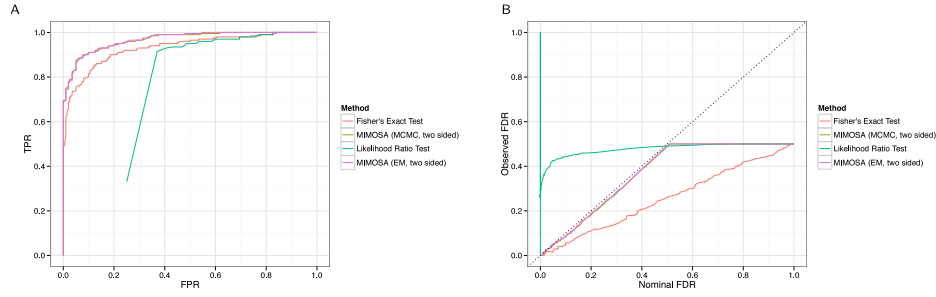 A
1.0
0.8
0.6
0.4
0.2
0.0
TPR
0.0 0.2 0.4 0.6 0.8 1.0
FPR
Method
Fisher's Exact Test
MIMOSA (MCMC, two sided)
Likelihood Ratio Test
MIMOSA (EM, two sided)
B
1.0
0.8
0.6
0.4
0.2
0.0
Observed FDR
0.0 0.2 0.4 0.6 0.8 1.0
Nominal FDR
Method
Fisher's Exact Test
MIMOSA (MCMC, two sided)
Likelihood Ratio Test
MIMOSA (EM, two sided)